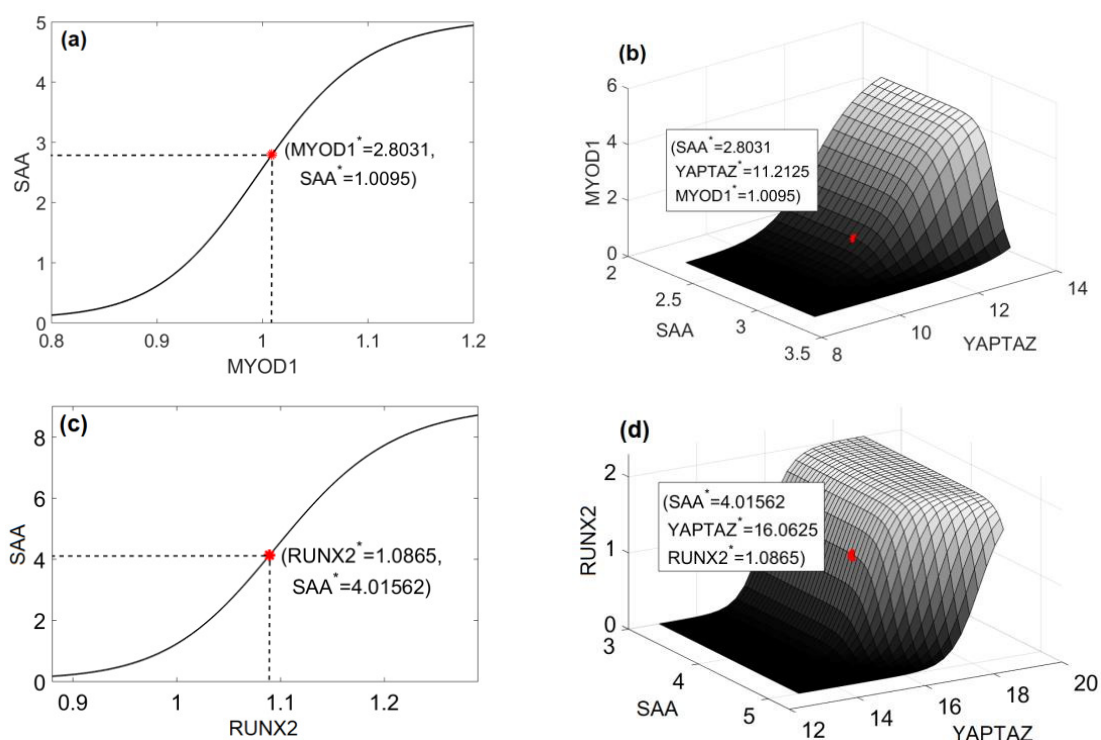 (a)
5
4
3
2
1
0
SAA
0.8 0.9 1 1.1 1.2
MYOD1
(MYOD1*=2.8031,
SAA*=1.0095)
(b)
6
4
2
0
MYOD1
(SAA*=2.8031
YAPTAZ*=11.2125
MYOD1*=1.0095)
2 2.5 3 3.5
SAA
8 10 12 14
YAPTAZ
(c)
8
6
4
2
0
SAA
0.9 1 1.1 1.2
RUNX2
(RUNX2*=1.0865,
SAA*=4.01562)
(d)
2
1
0
RUNX2
(SAA*=4.01562
YAPTAZ*=16.0625
RUNX2*=1.0865)
3 4 5
SAA
12 14 16 18 20
YAPTAZ